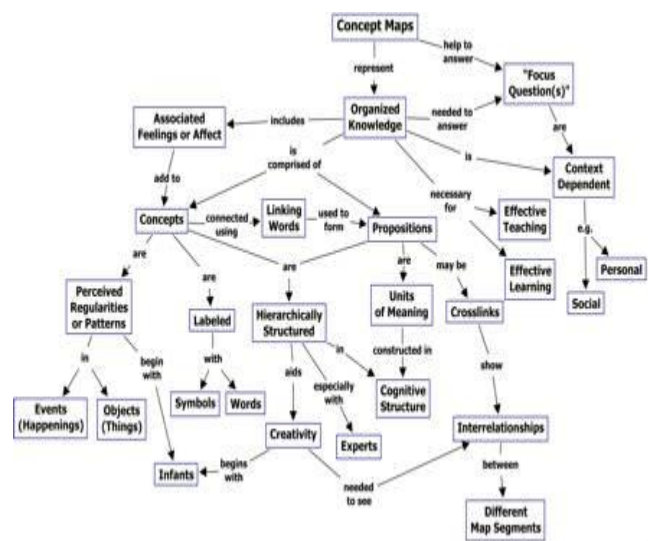 Concept Maps
help to
answer
represent
"Focus
Question(s)"
Associated
Feelings or Affect
includes
Organized
Knowledge
needed to
answer
are
is
comprised of
is
Context
Dependent
add to
necessary
for
Concepts
connected
using
Linking
Words
used to
form
Propositions
Effective
Teaching
e.g.
Personal
are
are
are
are
may be
Effective
Learning
Social
Perceived
Regularities
or Patterns
Labeled
Hierarchically
Structured
Units
of Meaning
Crosslinks
in
begin
with
with
aids
in
constructed in
show
especially
with
Events
(Happenings)
Objects
(Things)
Symbols
Words
Cognitive
Structure
Creativity
Experts
Interrelationships
Infants
begins
with
needed
to see
between
Different
Map Segments